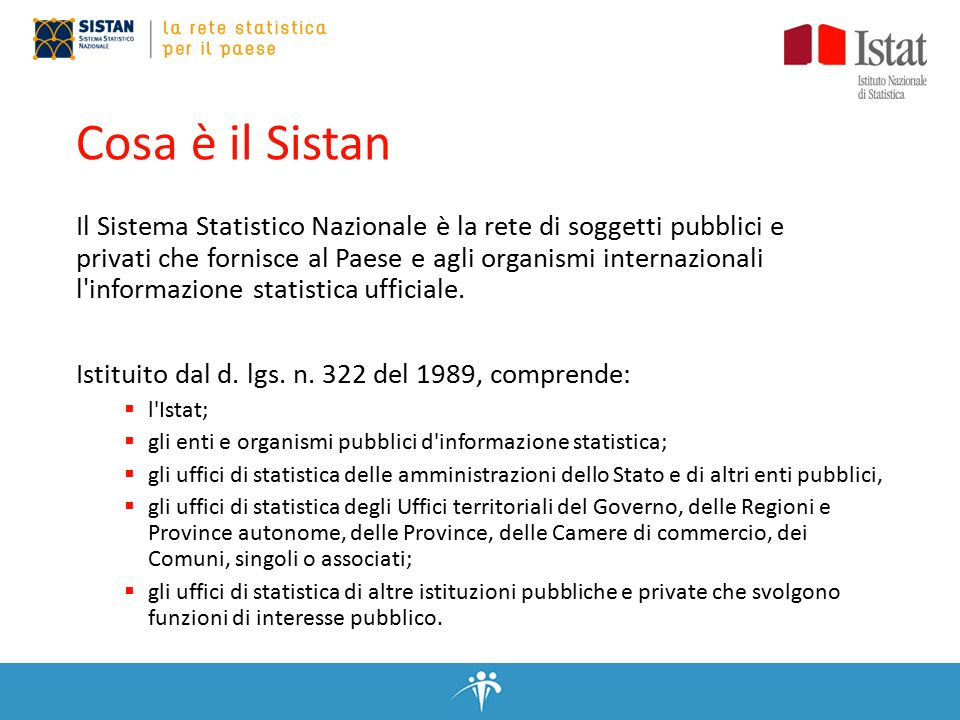 SISTAN
SISTEMA STATISTICO
NAZIONALE
la rete statistica
per il paese
Istat
Istituto Nazionale
di Statistica
Cosa è il Sistan
Il Sistema Statistico Nazionale è la rete di soggetti pubblici e
privati che fornisce al Paese e agli organismi internazionali
l'informazione statistica ufficiale.
Istituito dal d. lgs. n. 322 del 1989, comprende:
▪ l'Istat;
▪ gli enti e organismi pubblici d'informazione statistica;
▪ gli uffici di statistica delle amministrazioni dello Stato e di altri enti pubblici,
▪ gli uffici di statistica degli Uffici territoriali del Governo, delle Regioni e
Province autonome, delle Province, delle Camere di commercio, dei
Comuni, singoli o associati;
▪ gli uffici di statistica di altre istituzioni pubbliche e private che svolgono
funzioni di interesse pubblico.